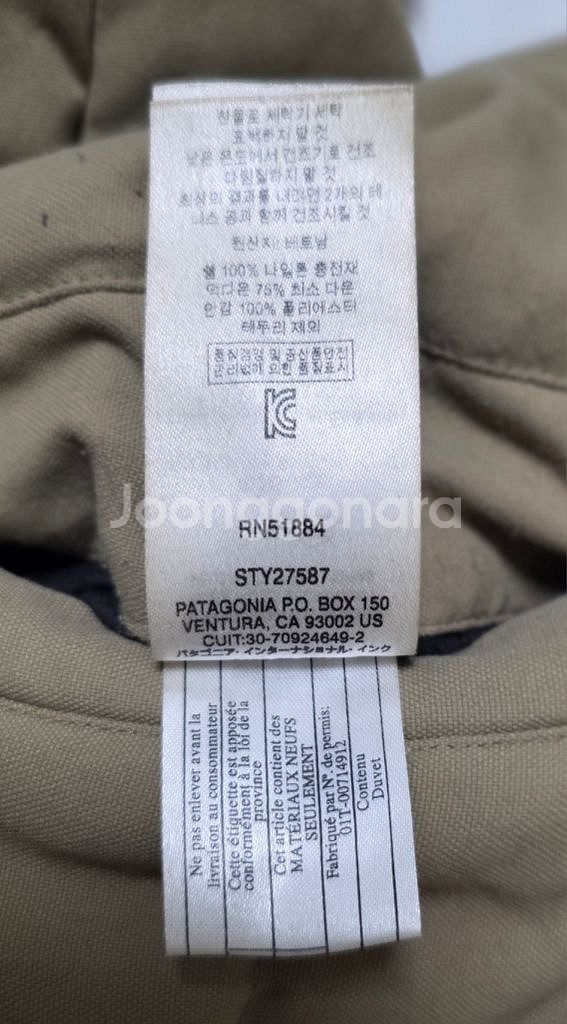 찬물로 세탁기 세탁
표백하지 말 것
낮은 온도에서 건조기로 건조
다림질하지 말 것
최상의 결과를 내려면 2개의 테
니스 공과 함께 건조시킬 것
원산지: 베트남
쉘 100% 나일론 충전재
덕다운 75% 최소 다운
안감 100% 폴리에스터
테두리 제외
품질경영 및 공산품안전
관리법에 의한 품질표시
Joonggonara
RN51884
STY27587
PATAGONIA P.O. BOX 150
VENTURA, CA 93002 US
CUIT:30-70924649-2
パタゴニア・インターナショナル・インク
Ne pas enlever avant la
livraison au consommateur
Cette étiquette est apposée
conformément à la loi de la
province
Cet article contient des
MATÉRIAUX NEUFS
SEULEMENT
Fabriqué par N°. de permis:
01T-00714912
Contenu
Duvet